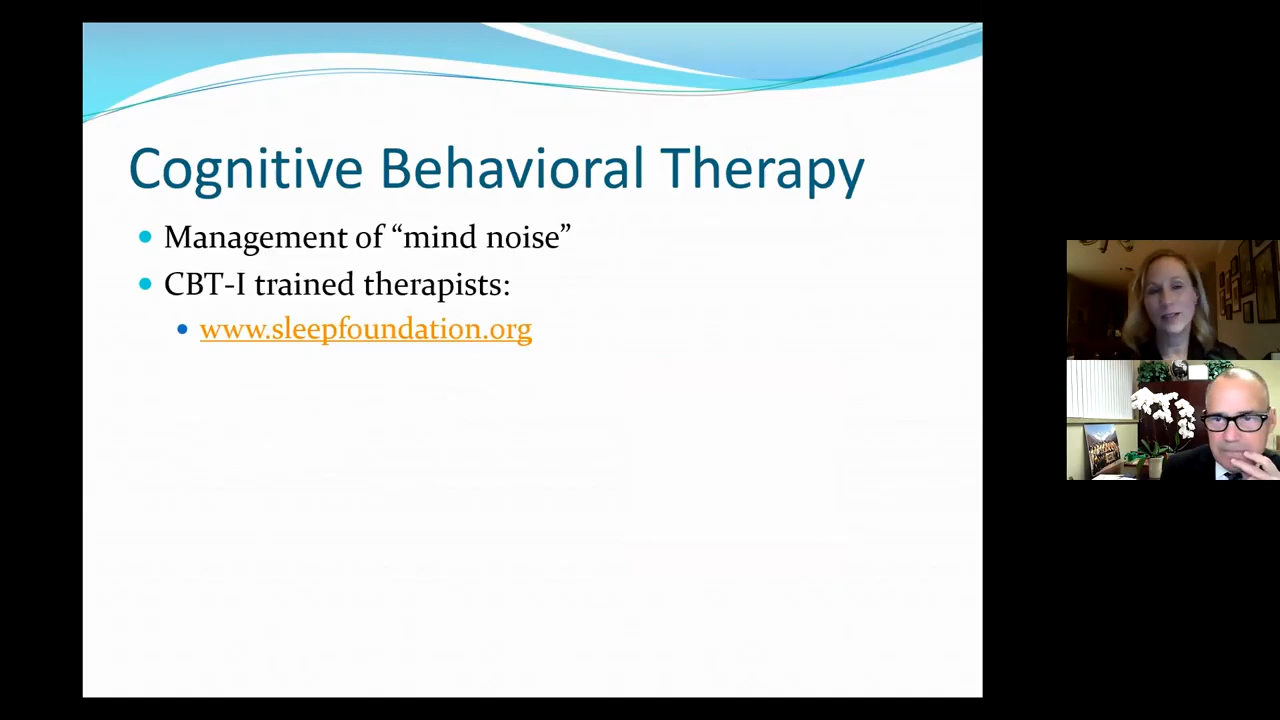 Cognitive Behavioral Therapy
Management of “mind noise”
CBT-I trained therapists:
www.sleepfoundation.org